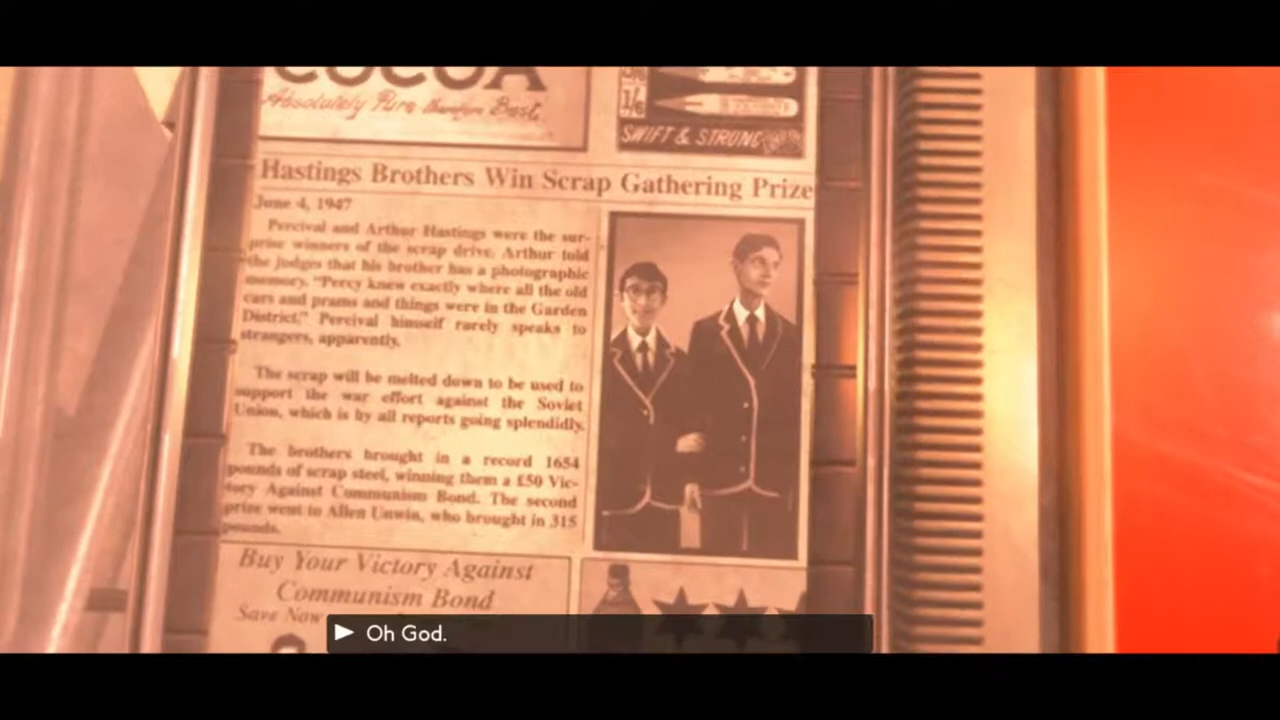 COCOA
Absolutely Pure therefore Best
1/6
SWIFT & STRONG
Hastings Brothers Win Scrap Gathering Prize
June 4, 1947
Percival and Arthur Hastings were the sur-
prise winners of the scrap drive. Arthur told
the judges that his brother has a photographic
memory. "Percy knew exactly where all the old
cars and prams and things were in the Garden
District." Percival himself rarely speaks to
strangers, apparently.
The scrap will be melted down to be used to
support the war effort against the Soviet
Union, which is by all reports going splendidly.
The brothers brought in a record 1654
pounds of scrap steel, winning them a £50 Vic-
tory Against Communism Bond. The second
prize went to Allen Unwin, who brought in 315
pounds.
Buy Your Victory Against
Communism Bond
Save Now
Oh God.